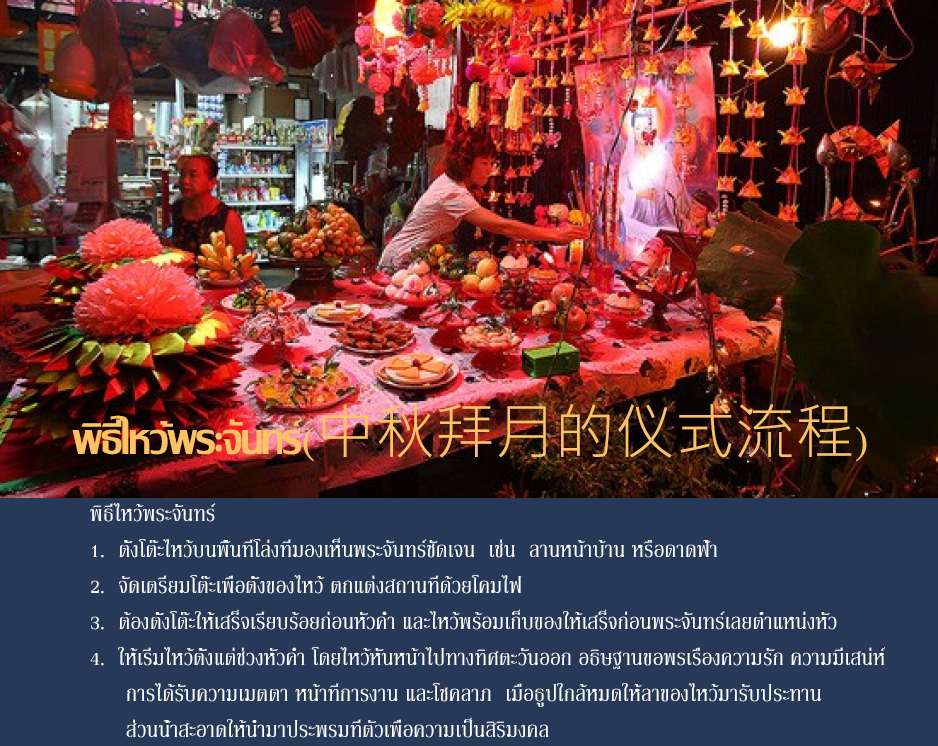 พิธีไหว้พระจันทร์(中秋拜月的仪式流程)
พิธีไหว้พระจันทร์
1. ตั้งโต๊ะไหว้บนพื้นที่โล่งที่มองเห็นพระจันทร์ชัดเจน เช่น ลานหน้าบ้าน หรือดาดฟ้า
2. จัดเตรียมโต๊ะเพื่อตั้งของไหว้ ตกแต่งสถานที่ด้วยโคมไฟ
3. ต้องตั้งโต๊ะให้เสร็จเรียบร้อยก่อนหัวค่ำ และไหว้พร้อมเก็บของให้เสร็จก่อนพระจันทร์เลยตำแหน่งหัว
4. ให้เริ่มไหว้ตั้งแต่ช่วงหัวค่ำ โดยไหว้หันหน้าไปทางทิศตะวันออก อธิษฐานขอพรเรื่องความรัก ความมีเสน่ห์
การได้รับความเมตตา หน้าที่การงาน และโชคลาภ เมื่อธูปใกล้หมดให้ลาของไหว้มารับประทาน
ส่วนน้ำสะอาดให้นำมาประพรมที่ตัวเพื่อความเป็นสิริมงคล